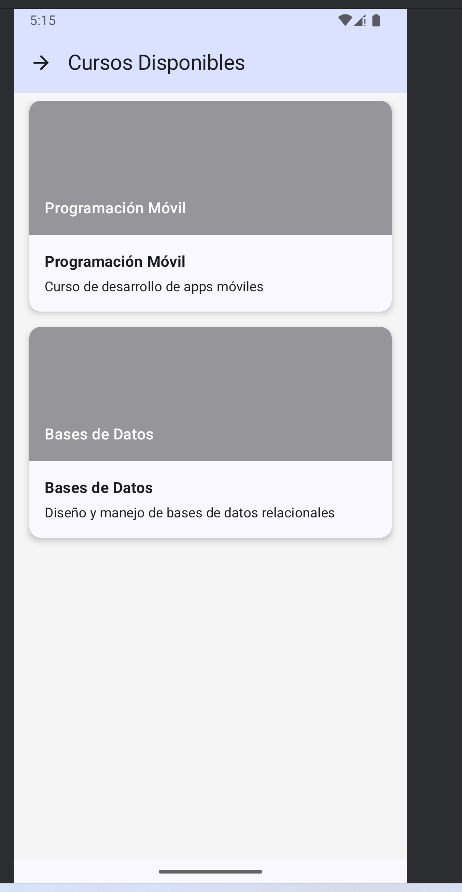 5:15
Cursos Disponibles
Programación Móvil
Programación Móvil
Curso de desarrollo de apps móviles
Bases de Datos
Bases de Datos
Diseño y manejo de bases de datos relacionales